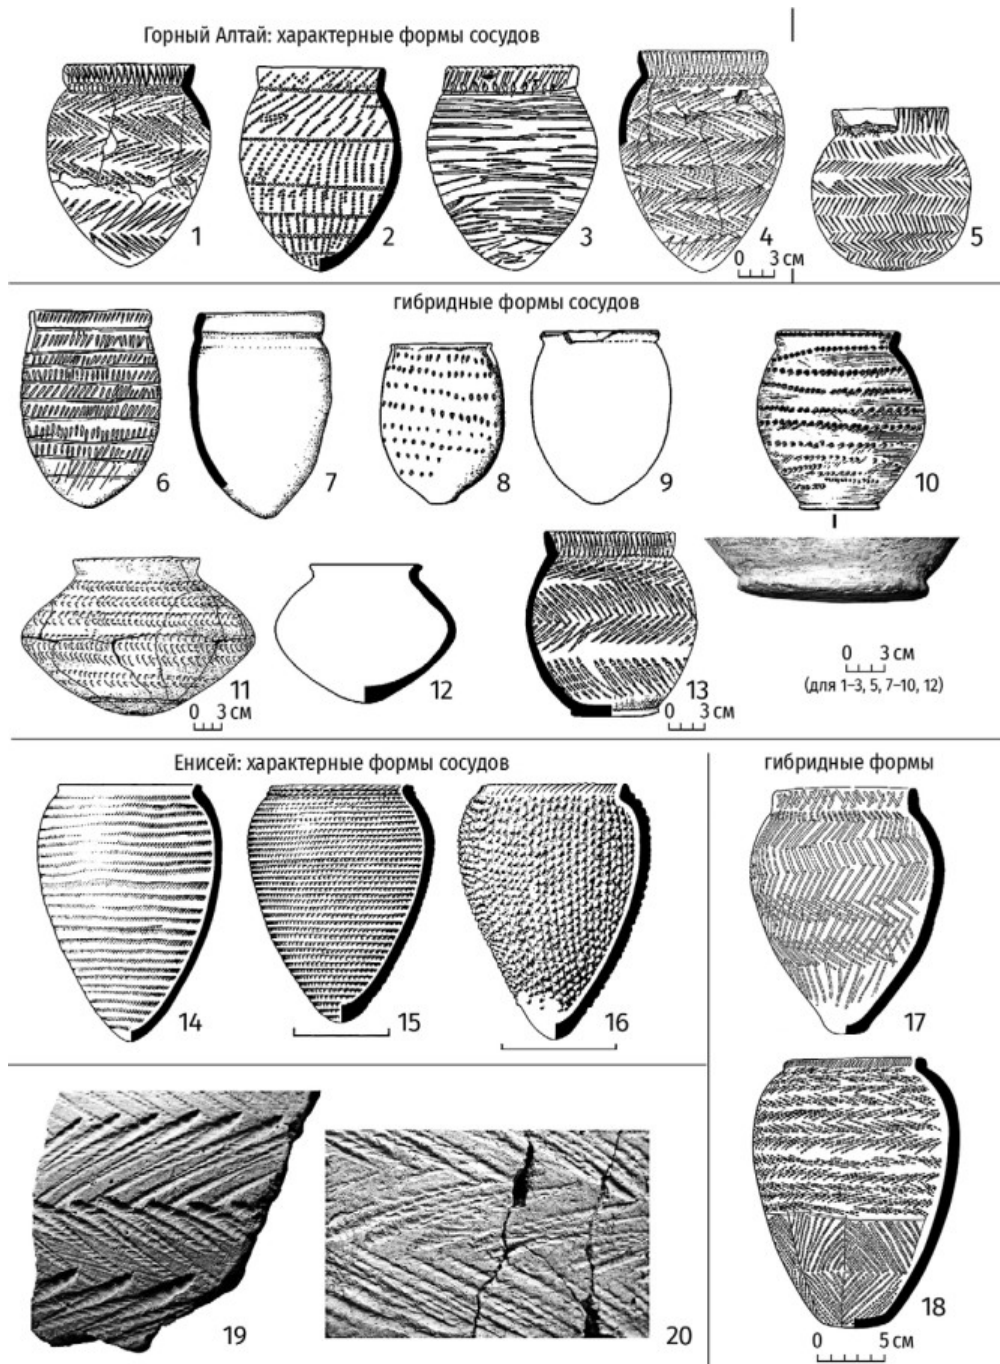 Горный Алтай: характерные формы сосудов
1
2
3
4
0 3 см
5
гибридные формы сосудов
6
7
8
9
10
11
0 3 см
12
13
0 3 см
0 3 см
(для 1–3, 5, 7–10, 12)
Енисей: характерные формы сосудов
14
15
16
гибридные формы
17
18
0 5 см
19
20